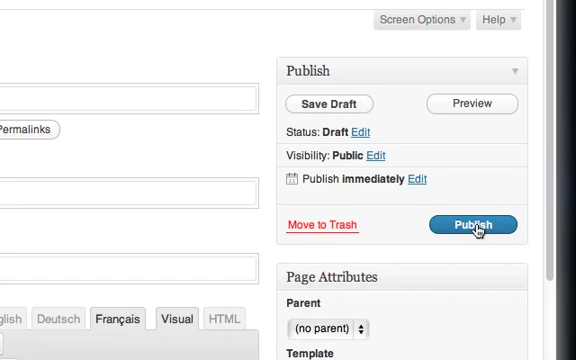 Screen Options
Help
Publish
Save Draft
Preview
Permalinks
Status: Draft Edit
Visibility: Public Edit
Publish immediately Edit
Move to Trash
Publish
Page Attributes
Parent
glish
Deutsch
Français
Visual
HTML
(no parent)
Template